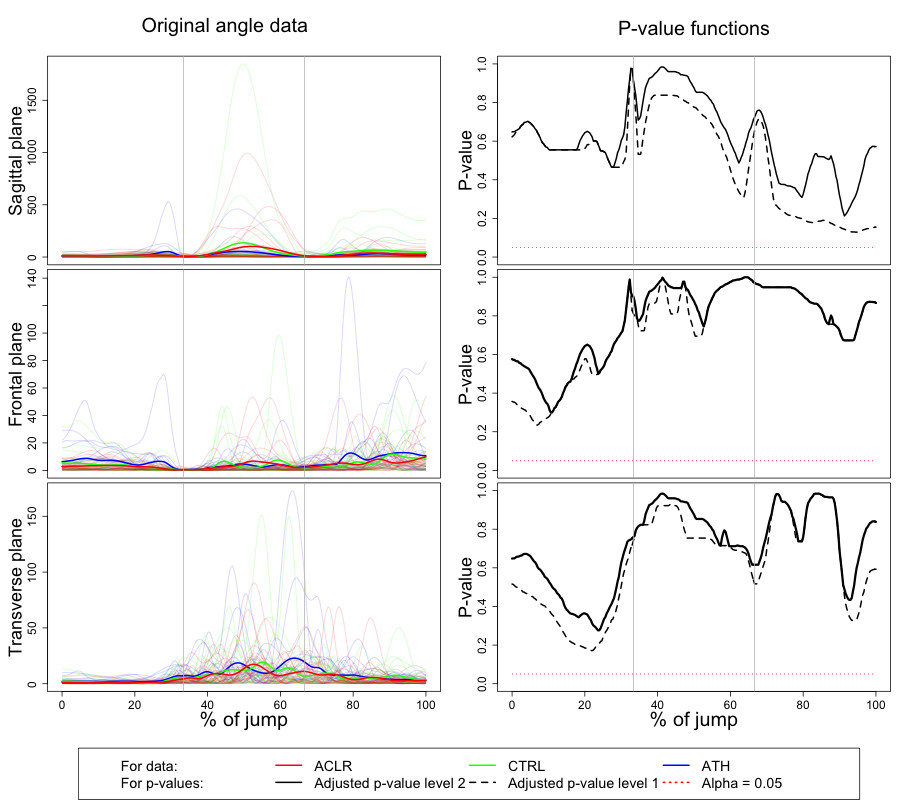 Original angle data
P-value functions
Sagittal plane
0 500 1000 1500
P-value
0.0 0.2 0.4 0.6 0.8 1.0
Frontal plane
0 20 40 60 80 100 140
P-value
0.0 0.2 0.4 0.6 0.8 1.0
Transverse plane
0 50 100 150
P-value
0.0 0.2 0.4 0.6 0.8 1.0
0 20 40 60 80 100
0 20 40 60 80 100
% of jump
% of jump
For data: ACLR CTRL ATH
For p-values: Adjusted p-value level 2 Adjusted p-value level 1 Alpha = 0.05